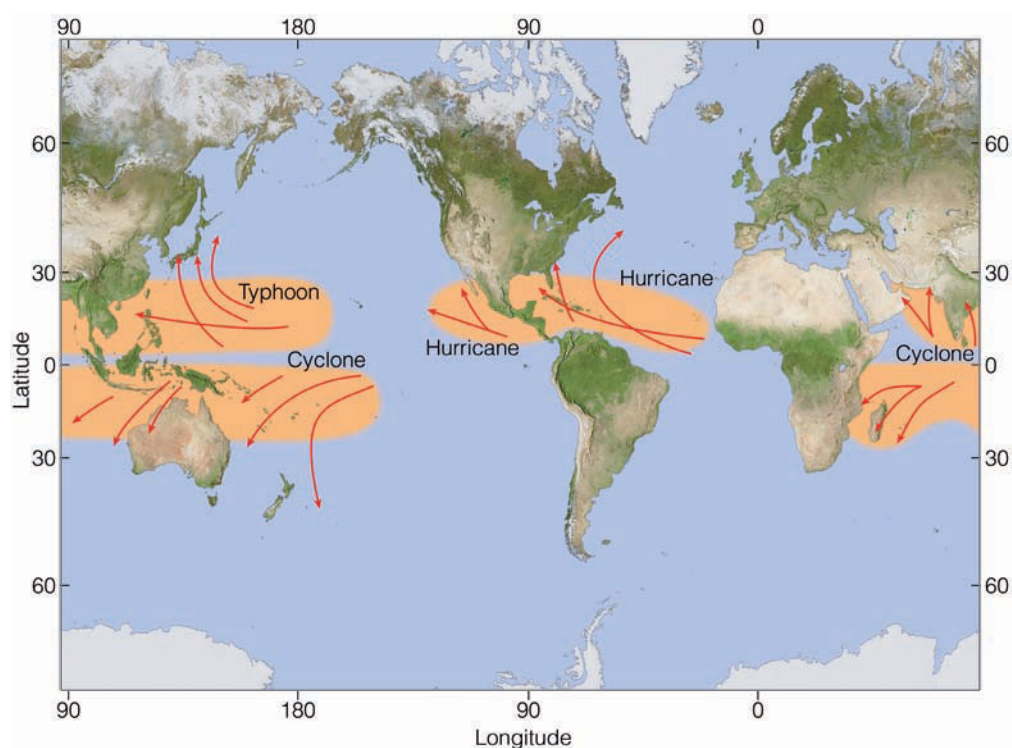 90 180 90 0
60 60
30 30
Typhoon Hurricane
Hurricane
Cyclone Cyclone
0 0
Latitude
30 30
60 60
90 180 90 0
Longitude